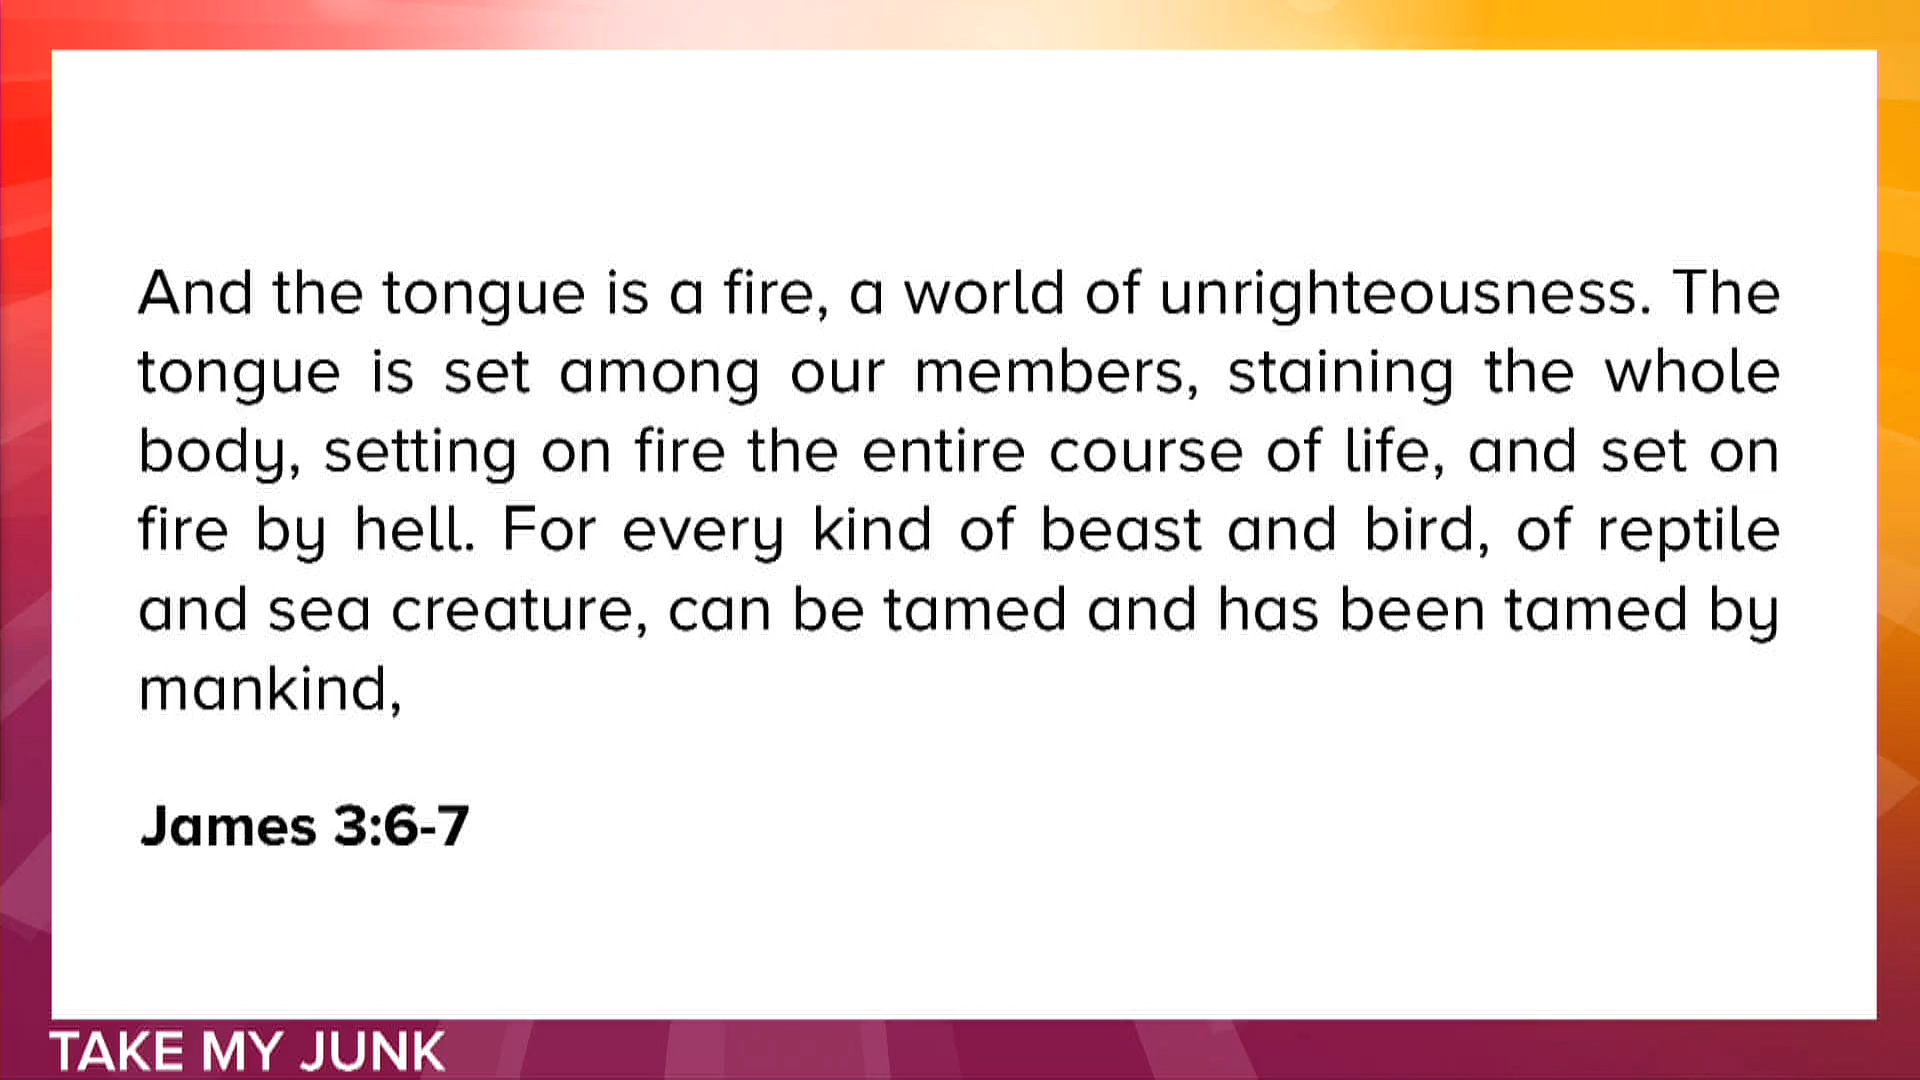 And the tongue is a fire, a world of unrighteousness. The
tongue is set among our members, staining the whole
body, setting on fire the entire course of life, and set on
fire by hell. For every kind of beast and bird, of reptile
and sea creature, can be tamed and has been tamed by
mankind,
James 3:6-7
TAKE MY JUNK